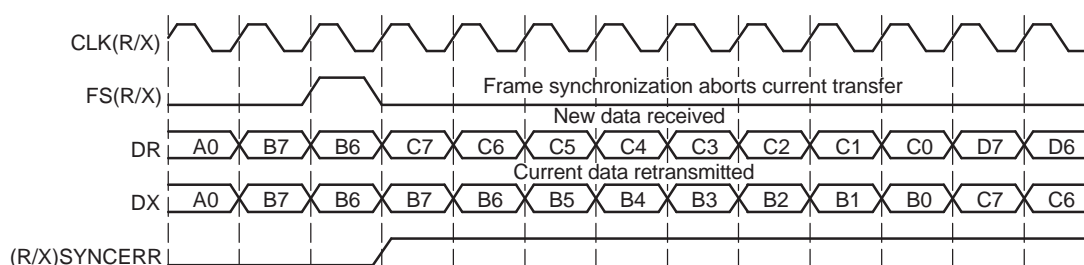 CLK(R/X)
FS(R/X) Frame synchronization aborts current transfer
New data received
DR A0 B7 B6 C7 C6 C5 C4 C3 C2 C1 C0 D7 D6
Current data retransmitted
DX A0 B7 B6 B7 B6 B5 B4 B3 B2 B1 B0 C7 C6
(R/X)SYNCERR